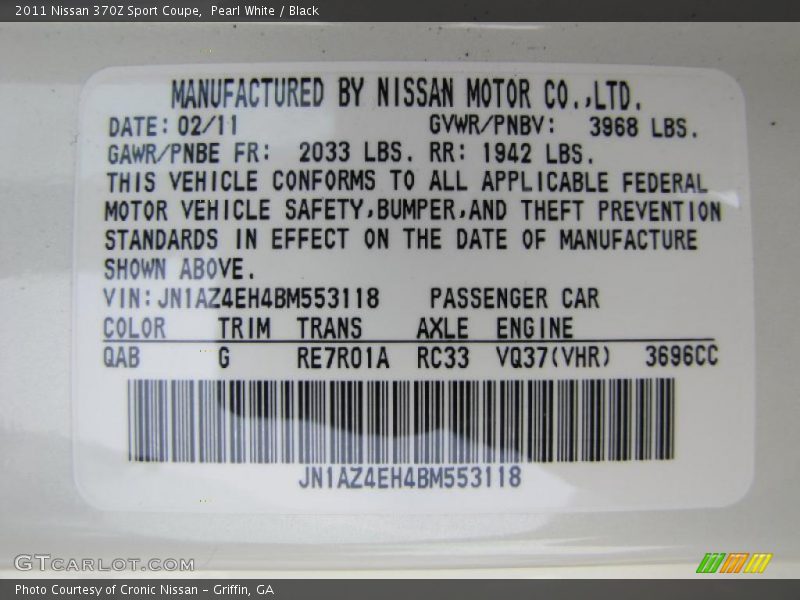 2011 Nissan 370Z Sport Coupe, Pearl White / Black
MANUFACTURED BY NISSAN MOTOR CO.,LTD.
DATE: 02/11 GVWR/PNBV: 3968 LBS.
GAWR/PNBE FR: 2033 LBS. RR: 1942 LBS.
THIS VEHICLE CONFORMS TO ALL APPLICABLE FEDERAL
MOTOR VEHICLE SAFETY,BUMPER,AND THEFT PREVENTION
STANDARDS IN EFFECT ON THE DATE OF MANUFACTURE
SHOWN ABOVE.
VIN: JN1AZ4EH4BM553118 PASSENGER CAR
COLOR TRIM TRANS AXLE ENGINE
QAB G RE7R01A RC33 VQ37(VHR) 3696CC
JN1AZ4EH4BM553118
GTCARLOT.COM
Photo Courtesy of Cronic Nissan - Griffin, GA